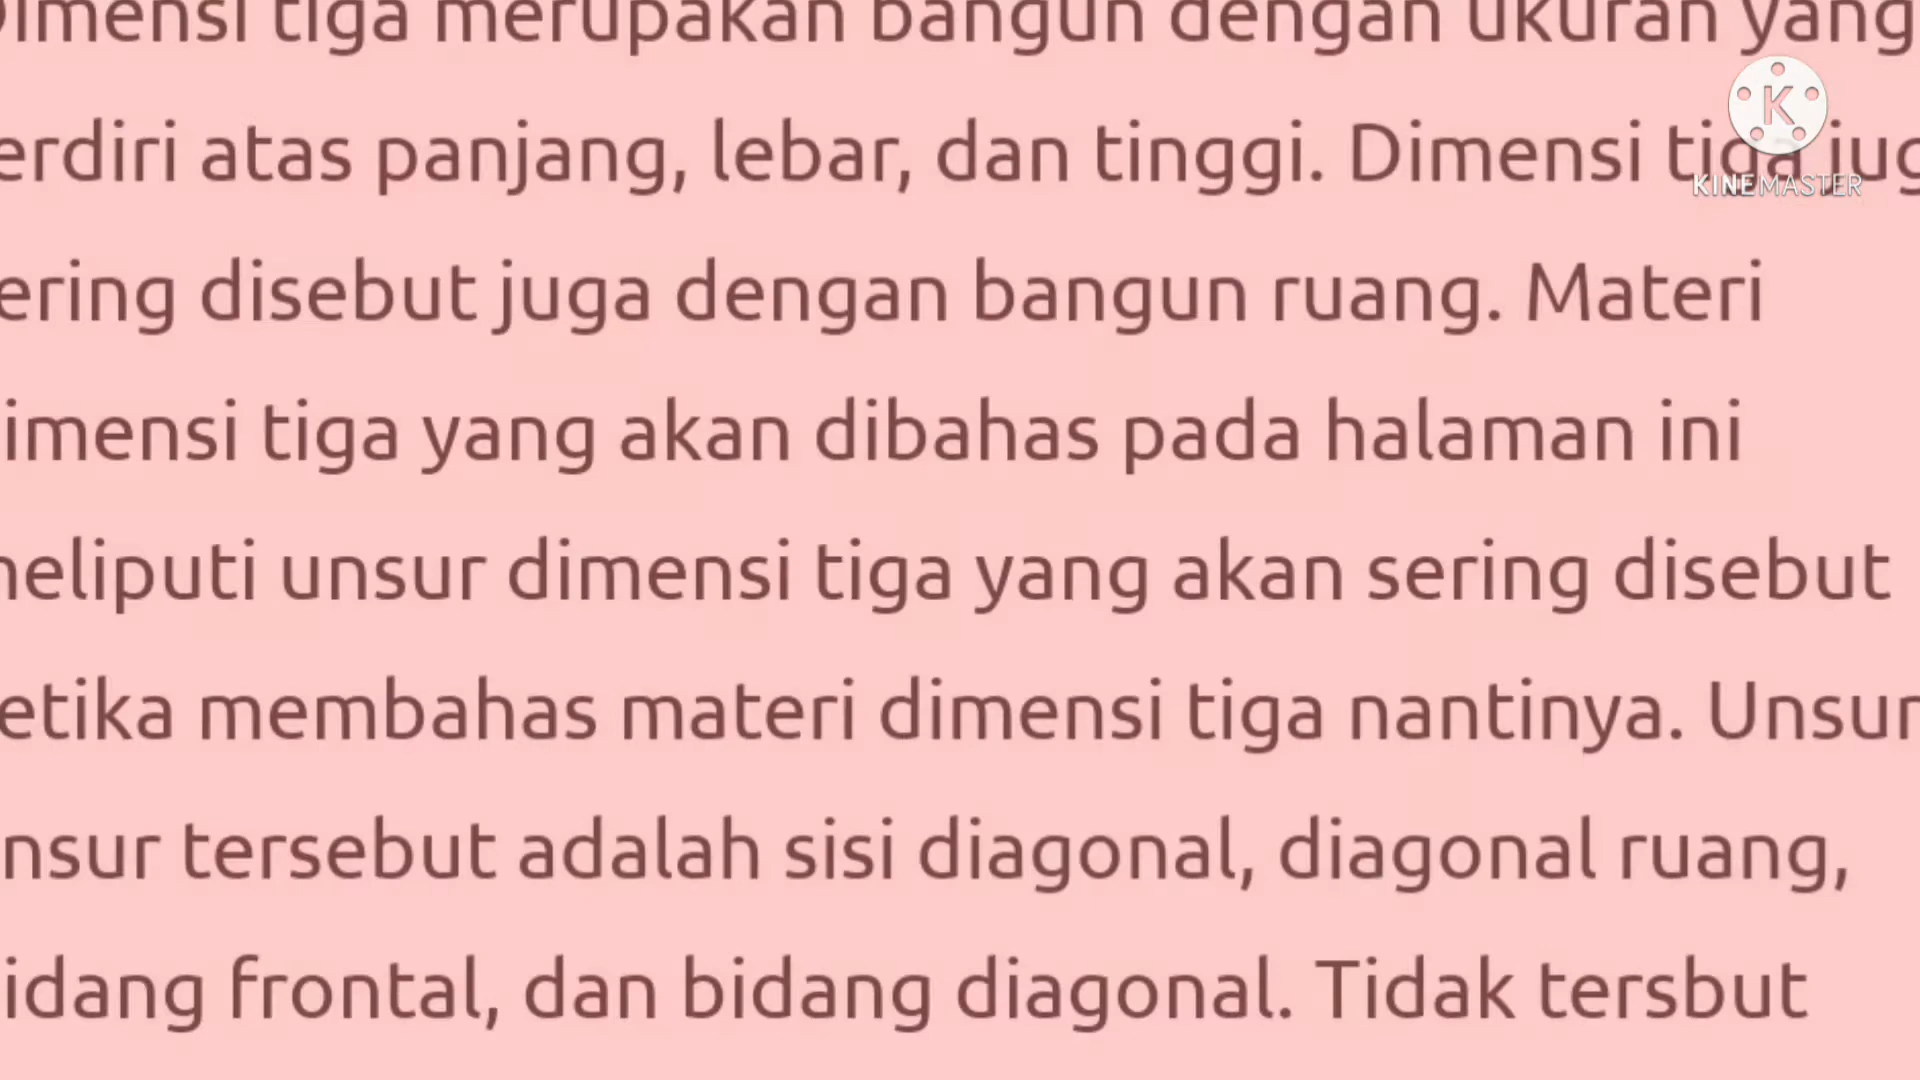 Dimensi tiga merupakan bangun dengan ukuran yang
erdiri atas panjang, lebar, dan tinggi. Dimensi tiga jug
ering disebut juga dengan bangun ruang. Materi
imensi tiga yang akan dibahas pada halaman ini
neliputi unsur dimensi tiga yang akan sering disebut
etika membahas materi dimensi tiga nantinya. Unsur
nsur tersebut adalah sisi diagonal, diagonal ruang,
idang frontal, dan bidang diagonal. Tidak tersbut
K
KINEMASTER